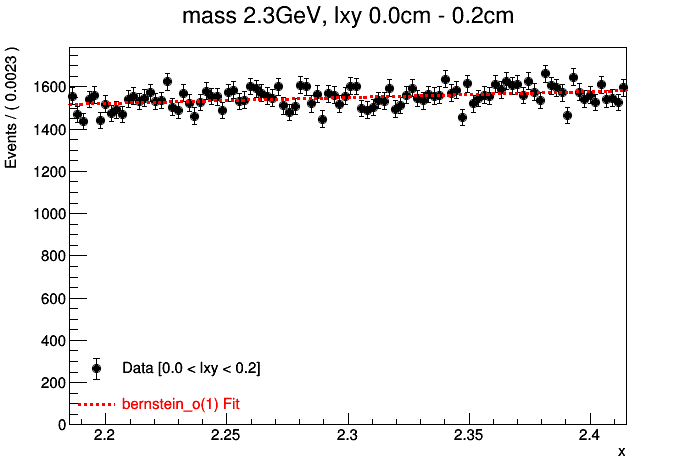 mass 2.3GeV, lxy 0.0cm - 0.2cm
Events / ( 0.0023 )
1600
1400
1200
1000
800
600
400
200
0
Data [0.0 < lxy < 0.2]
bernstein_o(1) Fit
2.2 2.25 2.3 2.35 2.4
x